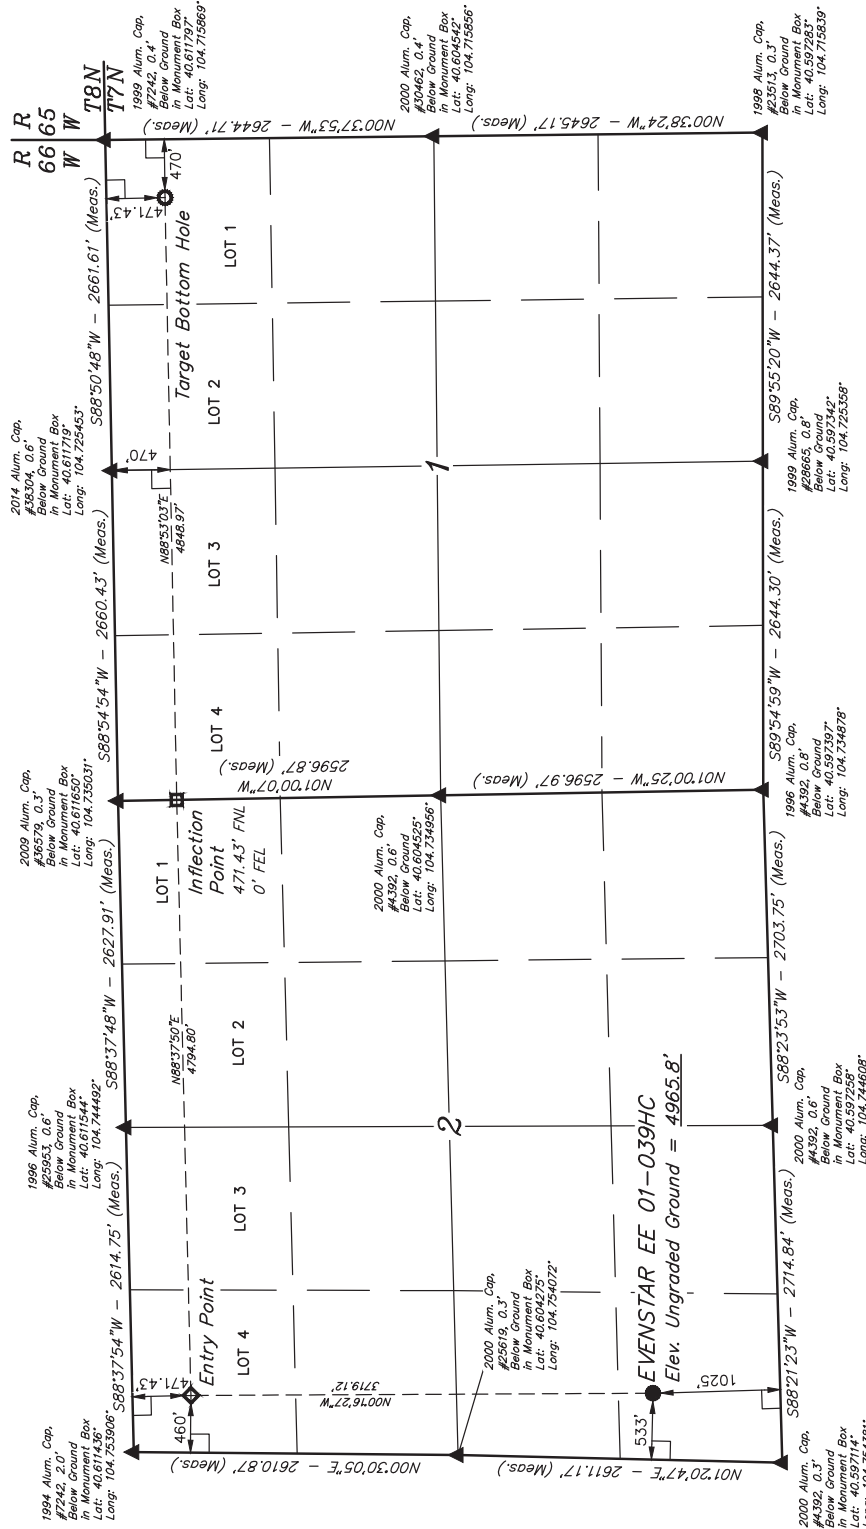 R R
66 65
W W
T8N
T7N
1999 Alum. Cap,
#7242, 0.4'
Below Ground
in Monument Box
Lat: 40.611797°
Long: 104.715869°
2000 Alum. Cap,
#30462, 0.4'
Below Ground
in Monument Box
Lat: 40.604542°
Long: 104.715856°
1998 Alum. Cap,
#23513, 0.3'
Below Ground
in Monument Box
Lat: 40.597283°
Long: 104.715839°
N00°37'53"W - 2644.71' (Meas.)
N00°38'24"W - 2645.17' (Meas.)
470'
471.43'
Target Bottom Hole
LOT 1
S88°50'48"W - 2661.61' (Meas.)
S89°55'20"W - 2644.37' (Meas.)
LOT 2
2014 Alum. Cap,
#38304, 0.6'
Below Ground
in Monument Box
Lat: 40.611719°
Long: 104.725453°
470'
1
1999 Alum. Cap,
#28665, 0.8'
Below Ground
Lat: 40.597342°
Long: 104.725358°
N88°53'03"E
4848.97'
LOT 3
S88°54'54"W - 2660.43' (Meas.)
S89°54'59"W - 2644.30' (Meas.)
LOT 4
N01°00'07"W
2596.87' (Meas.)
N01°00'25"W - 2596.97' (Meas.)
2009 Alum. Cap,
#36579, 0.3'
Below Ground
in Monument Box
Lat: 40.611650°
Long: 104.735031°
1996 Alum. Cap,
#4392, 0.8'
Below Ground
Lat: 40.597397°
Long: 104.734878°
LOT 1
Inflection
Point
471.43' FNL
0' FEL
2000 Alum. Cap,
#4392, 0.6'
Below Ground
Lat: 40.604525°
Long: 104.734956°
S88°37'48"W - 2627.91' (Meas.)
S88°23'53"W - 2703.75' (Meas.)
N88°37'50"E
4794.80'
LOT 2
1996 Alum. Cap,
#25953, 0.6'
Below Ground
in Monument Box
Lat: 40.611544°
Long: 104.744492°
2
2000 Alum. Cap,
#4392, 0.6'
Below Ground
in Monument Box
Lat: 40.597258°
Long: 104.744608°
LOT 3
S88°37'54"W - 2614.75' (Meas.)
S88°21'23"W - 2714.84' (Meas.)
Entry Point
LOT 4
2000 Alum. Cap,
#25619, 0.3'
Below Ground
in Monument Box
Lat: 40.604275°
Long: 104.754072°
EVENSTAR EE 01-039HC
Elev. Ungraded Ground = 4965.8'
471.43'
460'
N00°16'27"W
3719.12'
533'
1025'
N00°30'05"E - 2610.87' (Meas.)
N01°20'47"E - 2611.17' (Meas.)
1994 Alum. Cap,
#7242, 2.0'
Below Ground
in Monument Box
Lat: 40.611436°
Long: 104.753906°
2000 Alum. Cap,
#4392, 0.3'
Below Ground
in Monument Box
Lat: 40.597114°